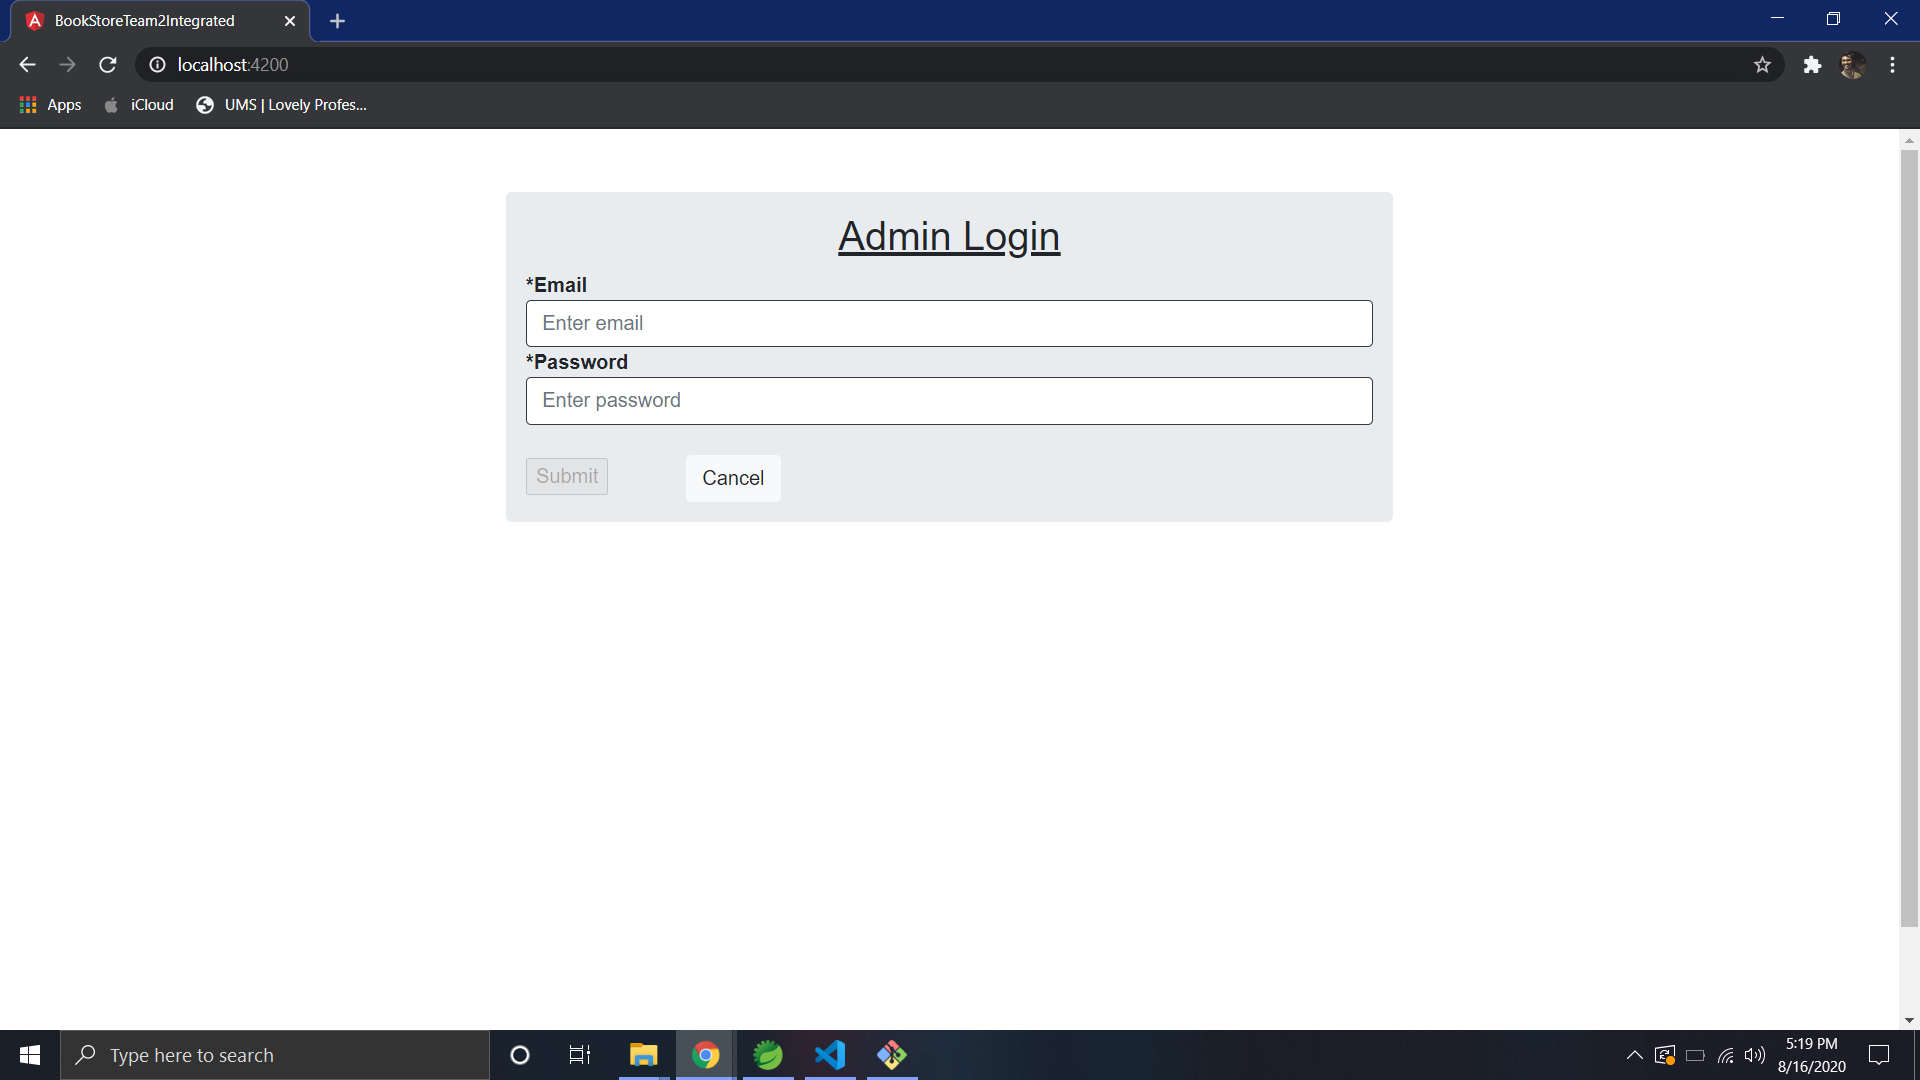 BookStoreTeam2Integrated
localhost:4200
Apps
iCloud
UMS | Lovely Profes...
Admin Login
*Email
Enter email
*Password
Enter password
Submit
Cancel
Type here to search
5:19 PM
8/16/2020